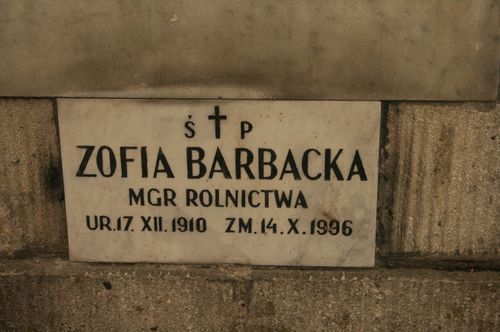 Ś † P
ZOFIA BARBACKA
MGR ROLNICTWA
UR. 17. XII. 1910 ZM. 14. X. 1996